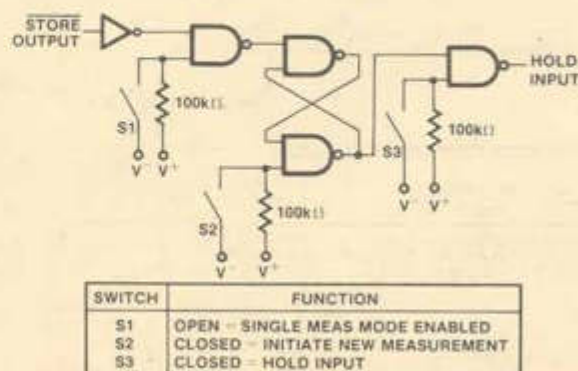 STORE
OUTPUT
HOLD
INPUT
100kΩ
S1
V⁻ V⁺
100kΩ
S2
V⁻ V⁺
100kΩ
S3
V⁻ V⁺
SWITCH FUNCTION
S1 OPEN = SINGLE MEAS MODE ENABLED
S2 CLOSED = INITIATE NEW MEASUREMENT
S3 CLOSED = HOLD INPUT